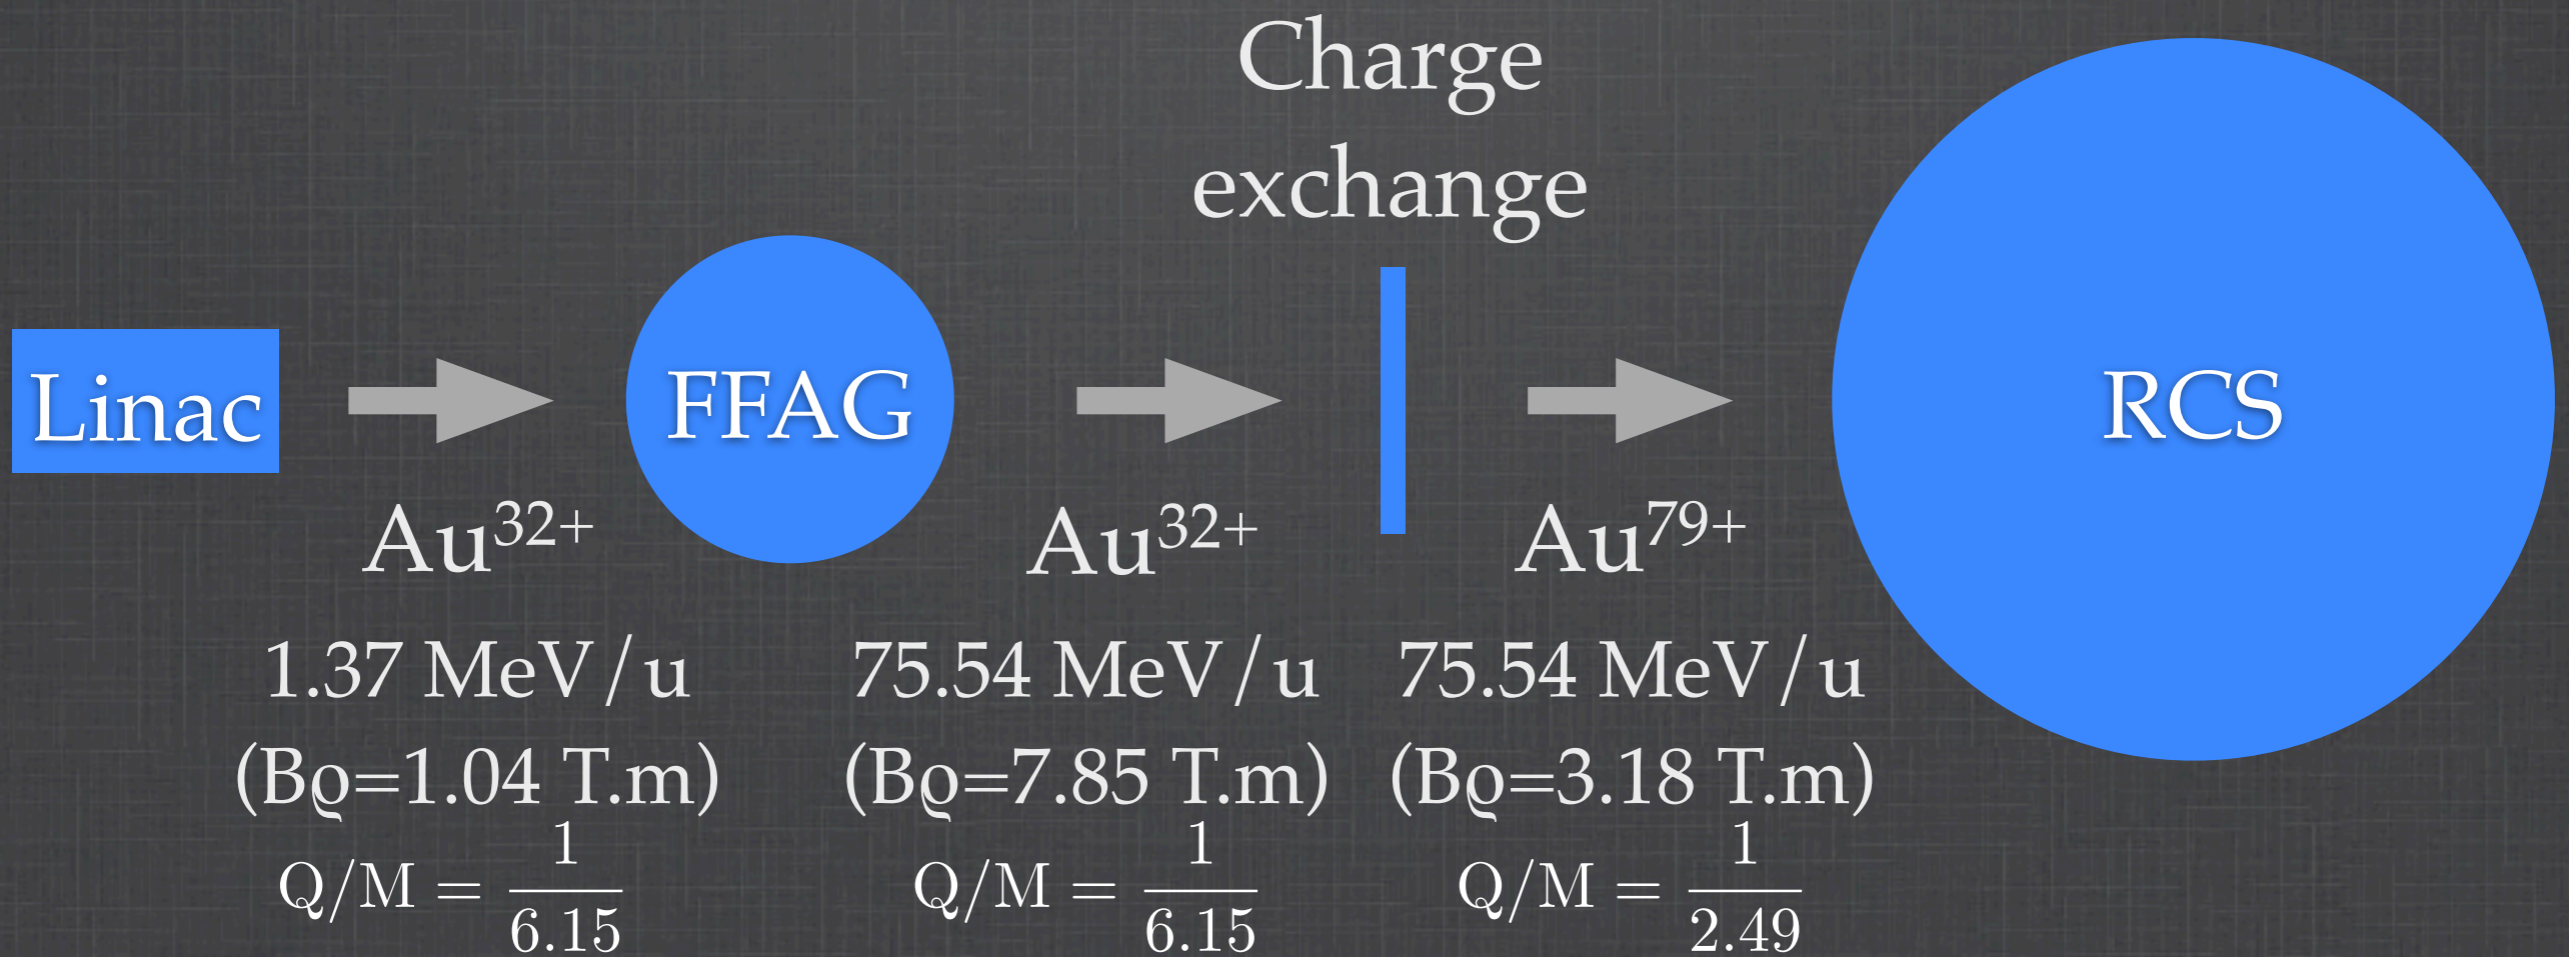 Charge
exchange
Linac
FFAG
RCS
Au³²⁺
Au³²⁺
Au⁷⁹⁺
1.37 MeV/u
75.54 MeV/u
75.54 MeV/u
(Bϱ=1.04 T.m)
(Bϱ=7.85 T.m)
(Bϱ=3.18 T.m)
Q/M = 1/6.15
Q/M = 1/6.15
Q/M = 1/2.49